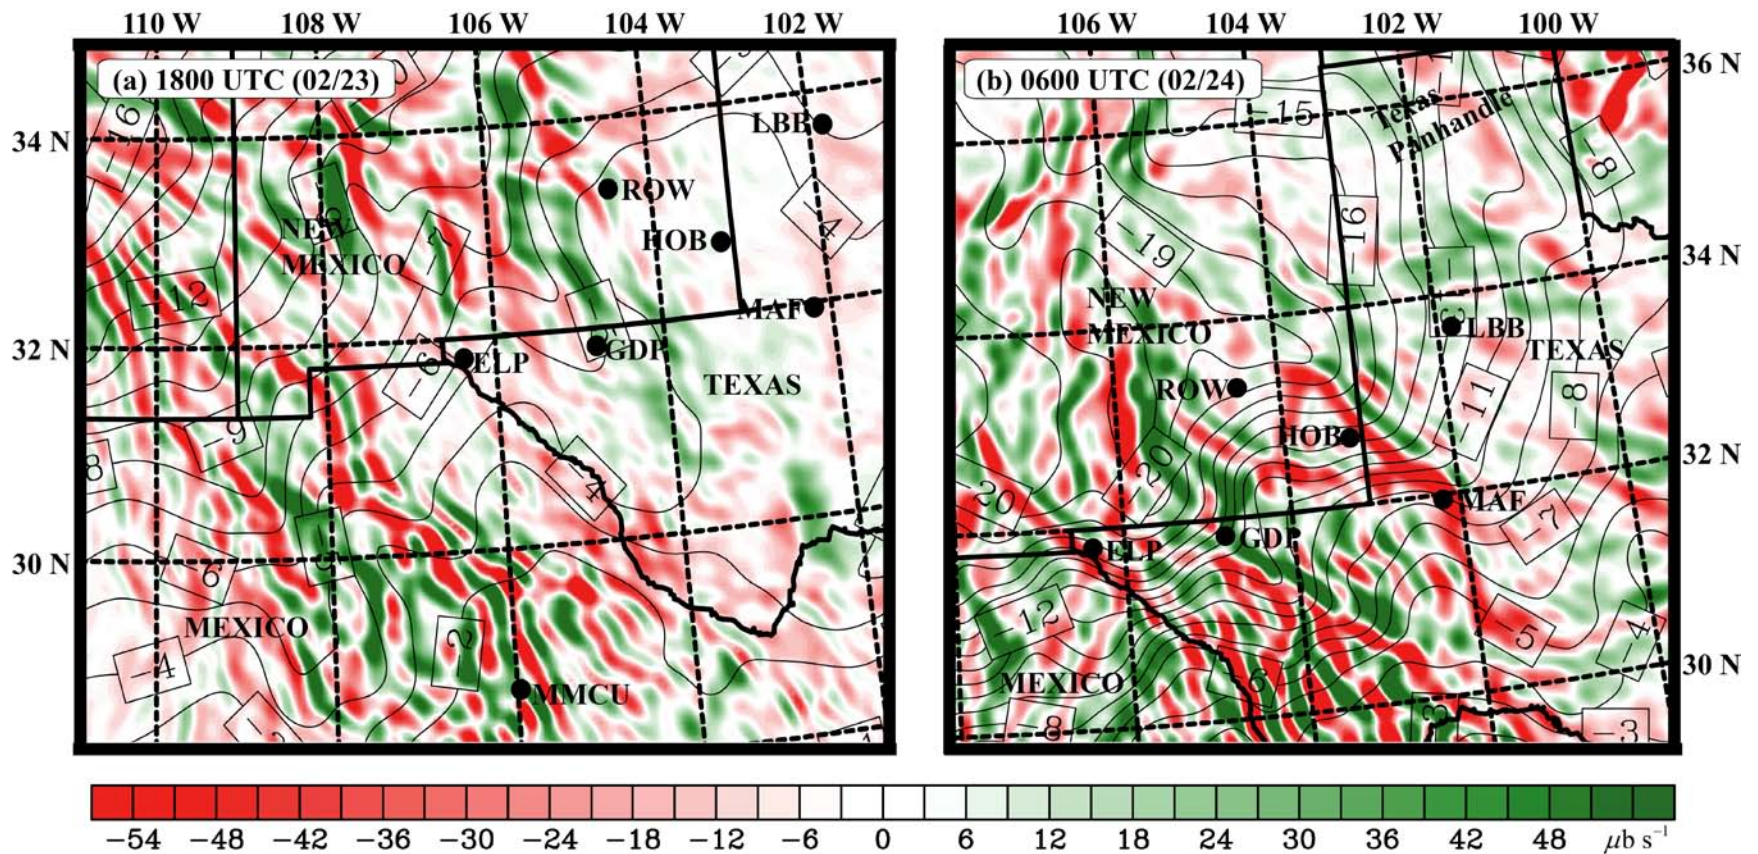 110 W 108 W 106 W 104 W 102 W
106 W 104 W 102 W 100 W
(a) 1800 UTC (02/23)
34 N
32 N
30 N
-16
LBB
ROW
-4
NEW
MEXICO
-7
HOB
-12
MAF
ELP
GDP
-6
TEXAS
-9
-4
-6
MEXICO
-4
-2
MMCU
(b) 0600 UTC (02/24)
36 N
34 N
32 N
30 N
-15
Texas
Panhandle
-8
-16
-19
NEW
MEXICO
LBB
TEXAS
ROW
-11
-8
HOB
-20
-20
MAF
-7
ELP
GDP
-12
-5
-4
MEXICO
-6
-8
-3
−54 −48 −42 −36 −30 −24 −18 −12 −6 0 6 12 18 24 30 36 42 48 μb s⁻¹